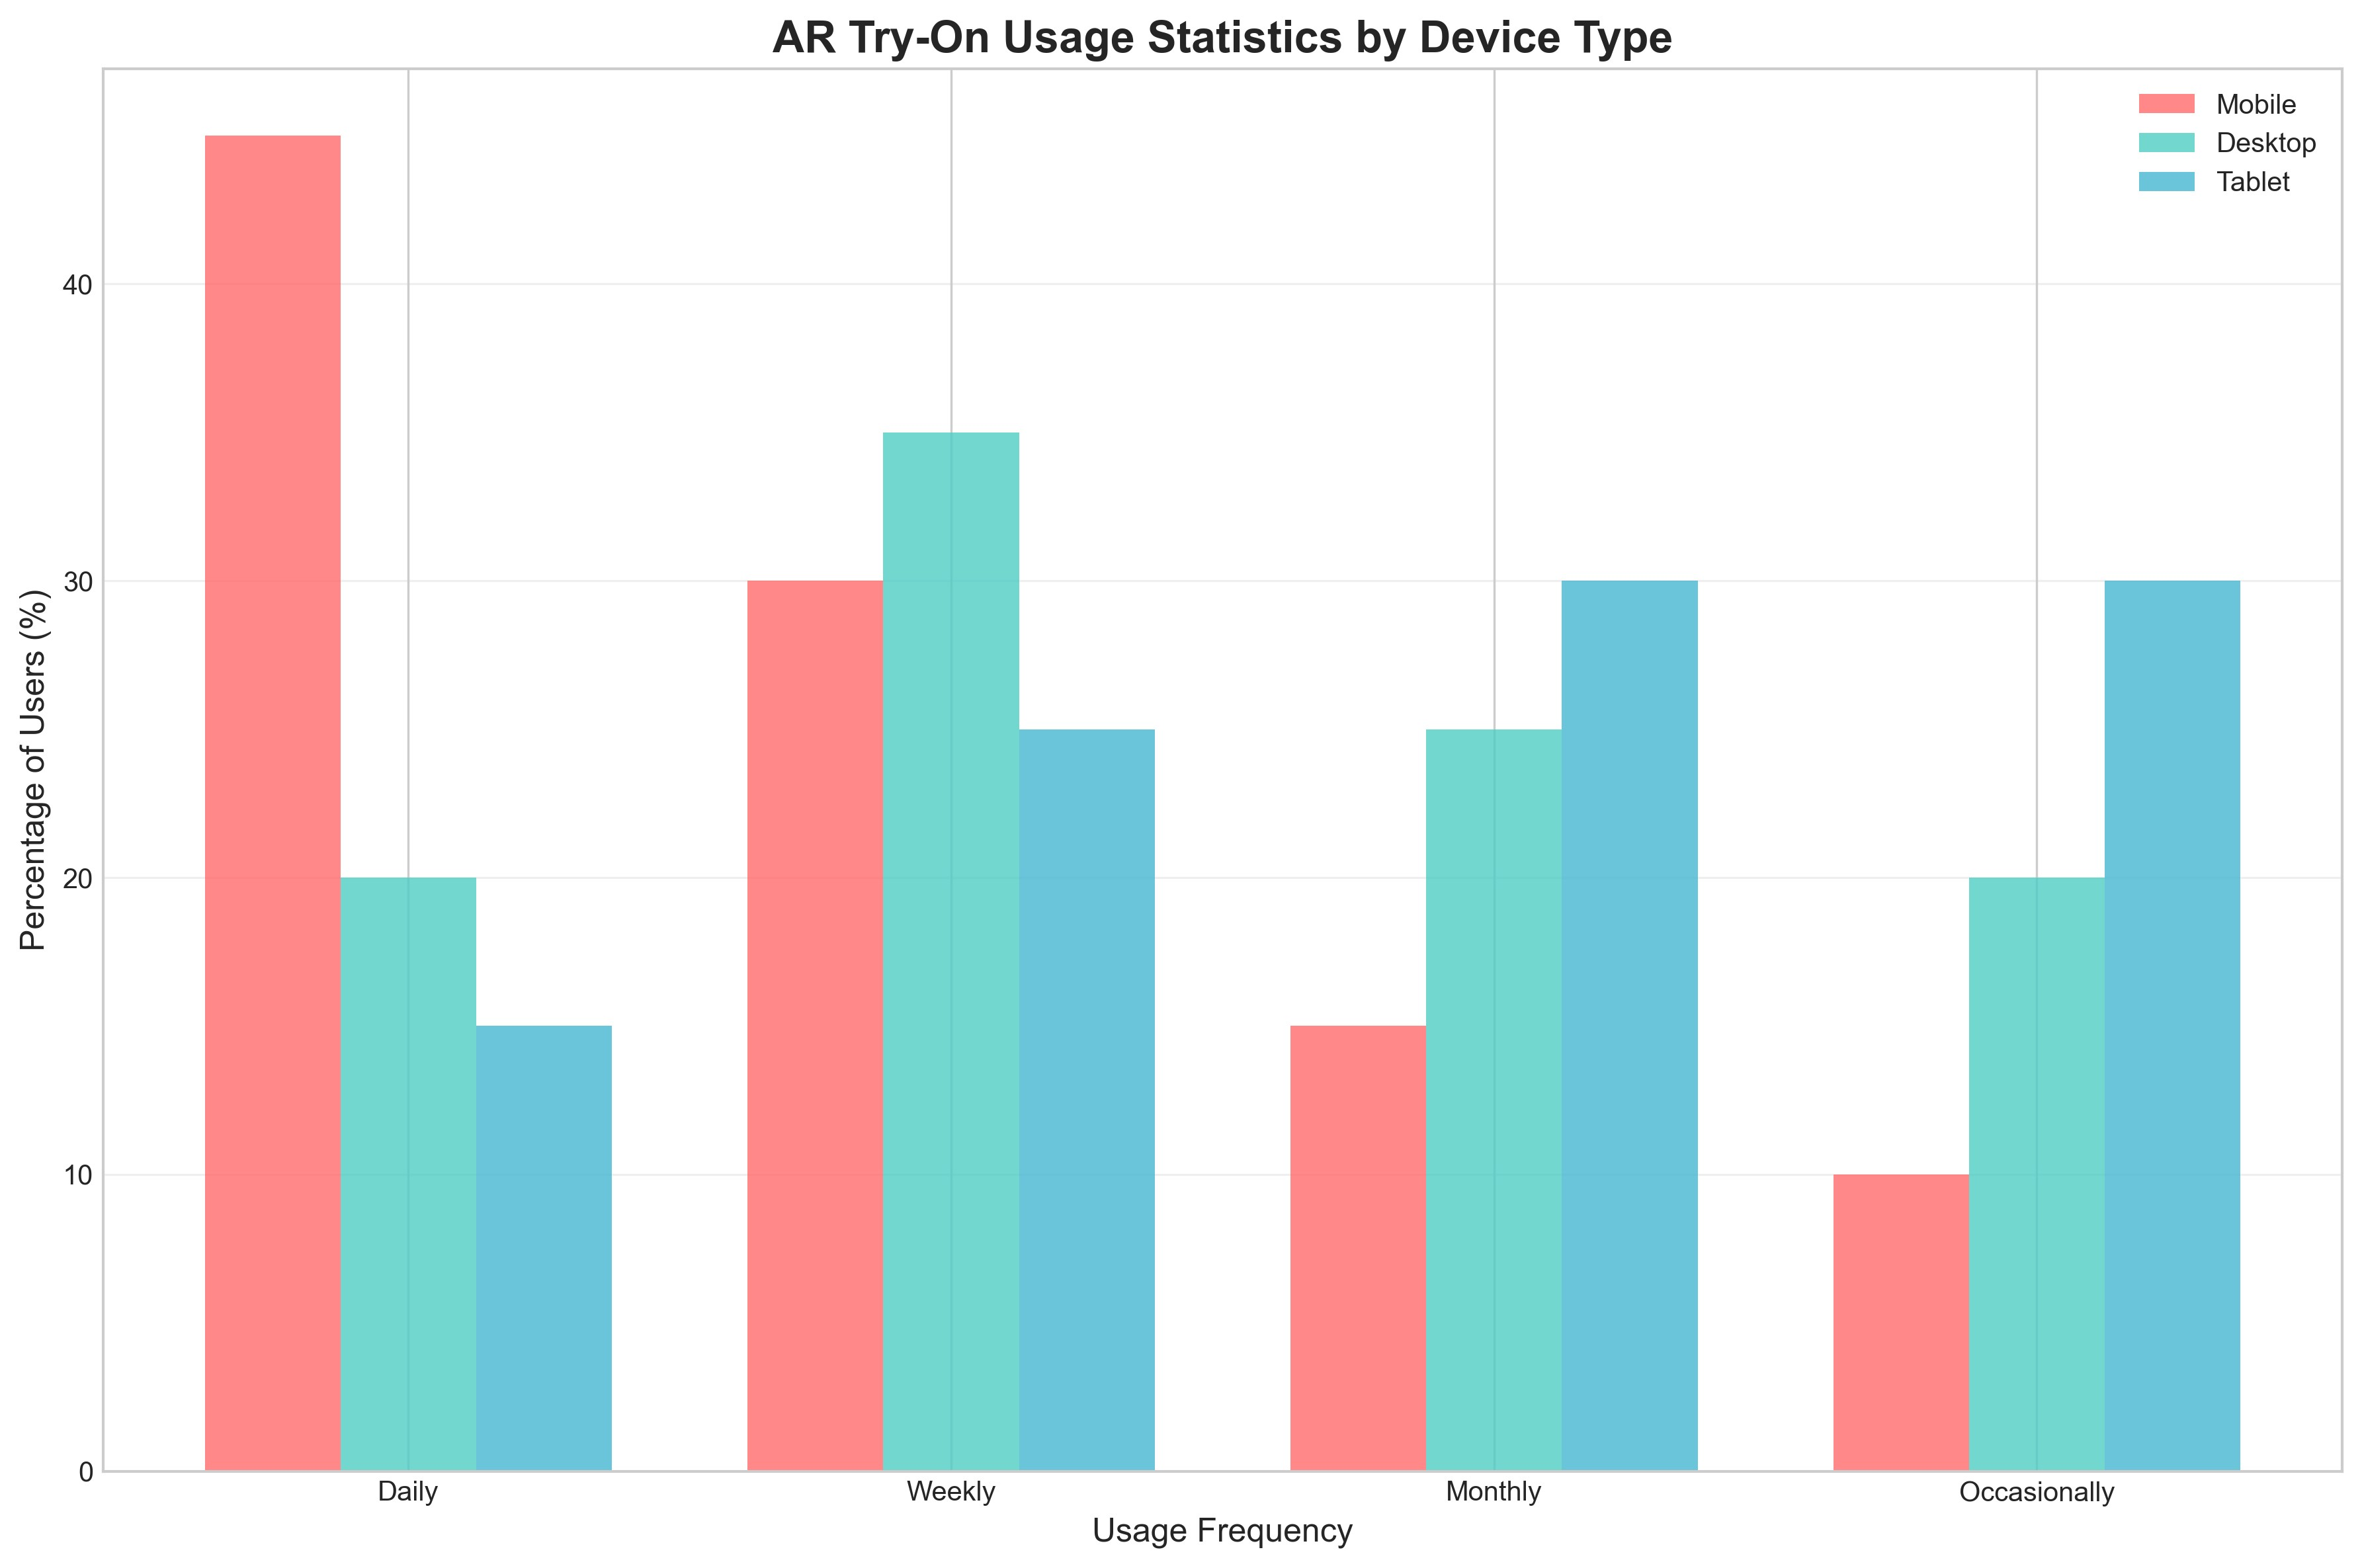 AR Try-On Usage Statistics by Device Type
Mobile
Desktop
Tablet
Percentage of Users (%)
40
30
20
10
0
Daily Weekly Monthly Occasionally
Usage Frequency